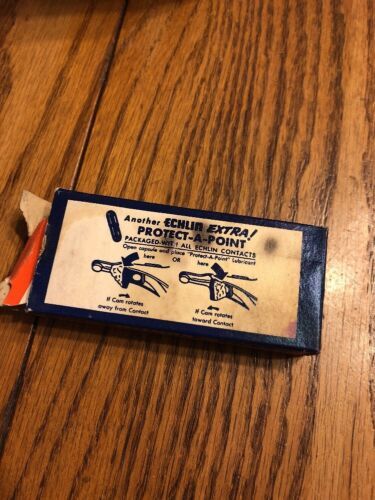 Another ECHLIN EXTRA!
PROTECT-A-POINT
PACKAGED WITH ALL ECHLIN CONTACTS
Open capsule and place "Protect-A-Point" Lubricant
here OR here
If Cam rotates
away from Contact
If Cam rotates
toward Contact